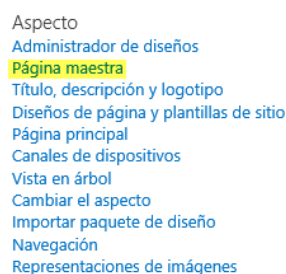 Aspecto
Administrador de diseños
Página maestra
Título, descripción y logotipo
Diseños de página y plantillas de sitio
Página principal
Canales de dispositivos
Vista en árbol
Cambiar el aspecto
Importar paquete de diseño
Navegación
Representaciones de imágenes